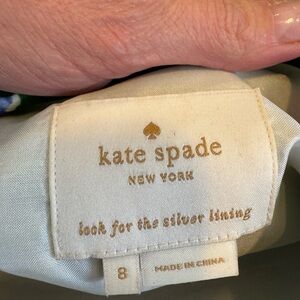 kate spade
NEW YORK
look for the silver lining
8
MADE IN CHINA